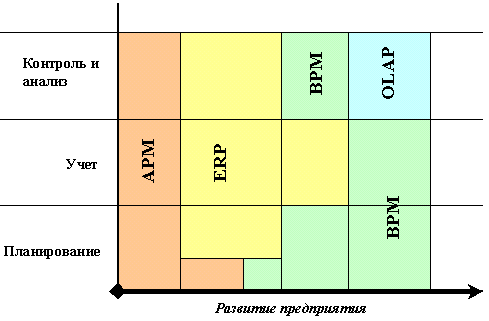 Контроль и
анализ
BPM
OLAP
Учет
АРМ
ERP
Планирование
BPM
Развитие предприятия